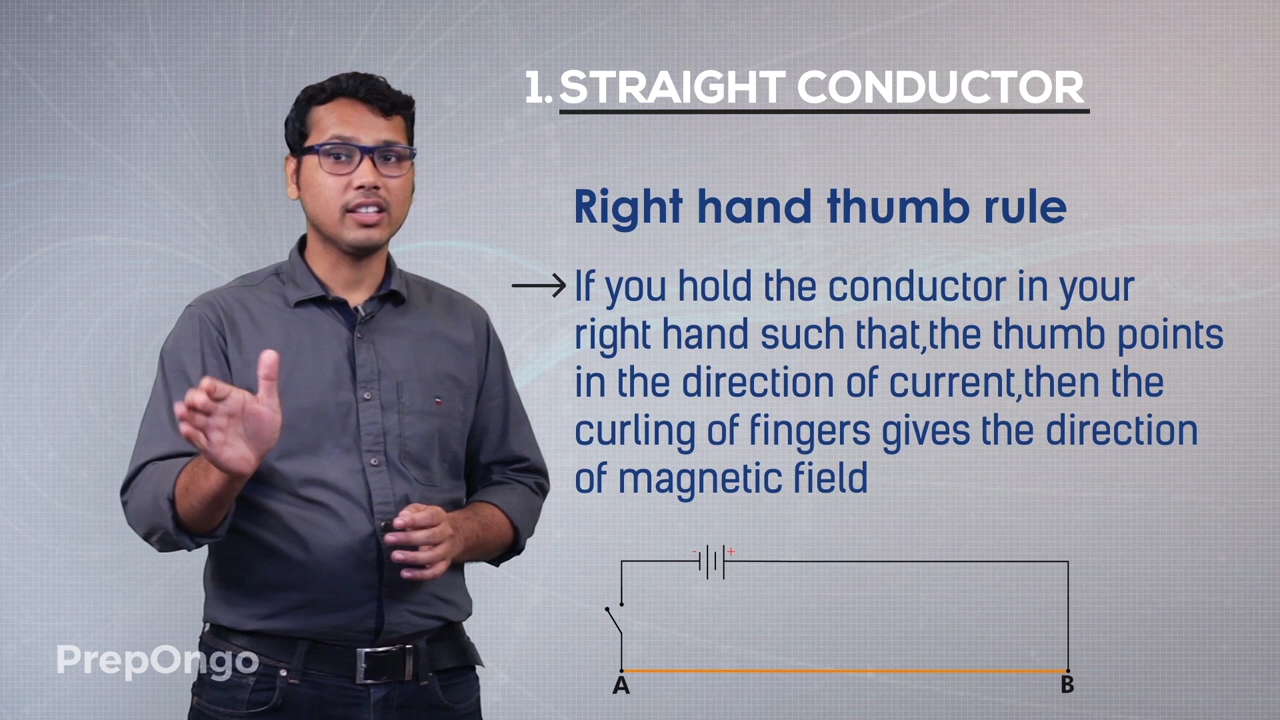 1. STRAIGHT CONDUCTOR
Right hand thumb rule
If you hold the conductor in your
right hand such that,the thumb points
in the direction of current,then the
curling of fingers gives the direction
of magnetic field
- +
A B
PrepOngo